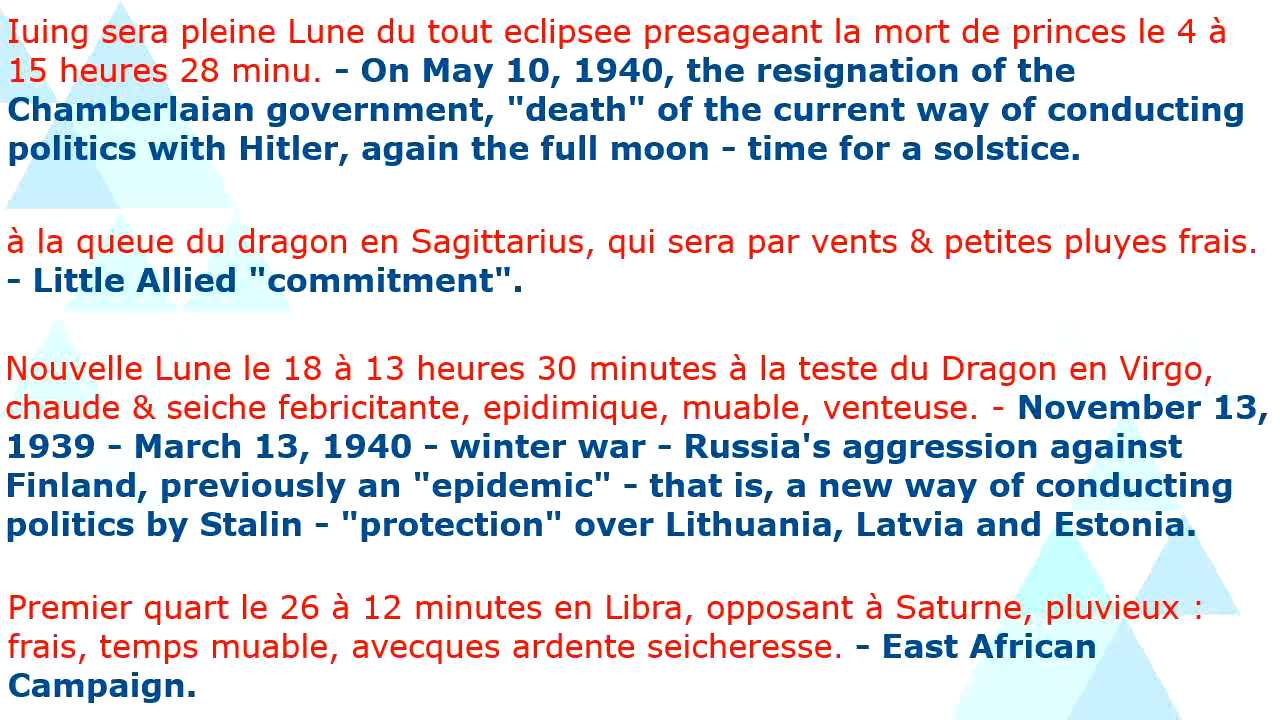 Iuing sera pleine Lune du tout eclipsee presageant la mort de princes le 4 à
15 heures 28 minu. - On May 10, 1940, the resignation of the
Chamberlaian government, "death" of the current way of conducting
politics with Hitler, again the full moon - time for a solstice.
à la queue du dragon en Sagittarius, qui sera par vents & petites pluyes frais.
- Little Allied "commitment".
Nouvelle Lune le 18 à 13 heures 30 minutes à la teste du Dragon en Virgo,
chaude & seiche febricitante, epidimique, muable, venteuse. - November 13,
1939 - March 13, 1940 - winter war - Russia's aggression against
Finland, previously an "epidemic" - that is, a new way of conducting
politics by Stalin - "protection" over Lithuania, Latvia and Estonia.
Premier quart le 26 à 12 minutes en Libra, opposant à Saturne, pluvieux :
frais, temps muable, avecques ardente seicheresse. - East African
Campaign.